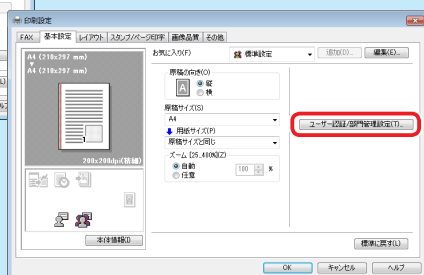 印刷設定
FAX 基本設定 レイアウト スタンプ/ページ印字 画像品質 その他
A4 (210x297 mm)
A4 (210x297 mm)
200x200dpi(精細)
本体情報(I)
お気に入り(F) 標準設定 追加(D)... 編集(E)...
原稿の向き(O)
縦
横
原稿サイズ(S)
A4
用紙サイズ(P)
原稿サイズと同じ
ズーム [25..400%](Z)
自動
任意
100 %
ユーザー認証/部門管理設定(T)...
標準に戻す(L)
OK キャンセル ヘルプ